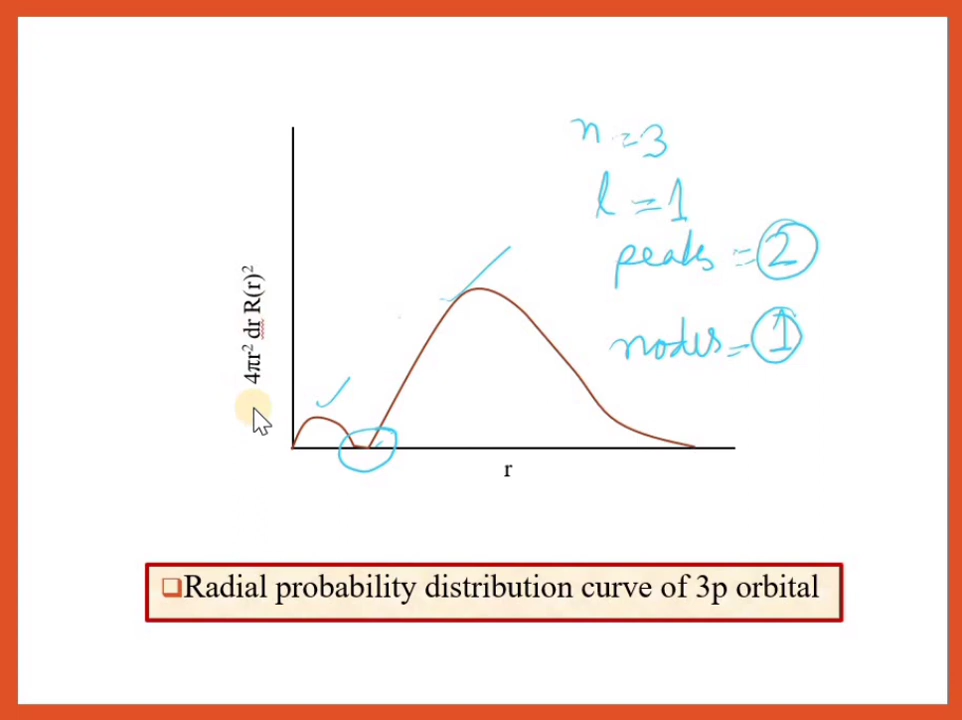 n = 3
l = 1
peaks = 2
nodes = 1
4πr² dr R(r)²
r
❑Radial probability distribution curve of 3p orbital